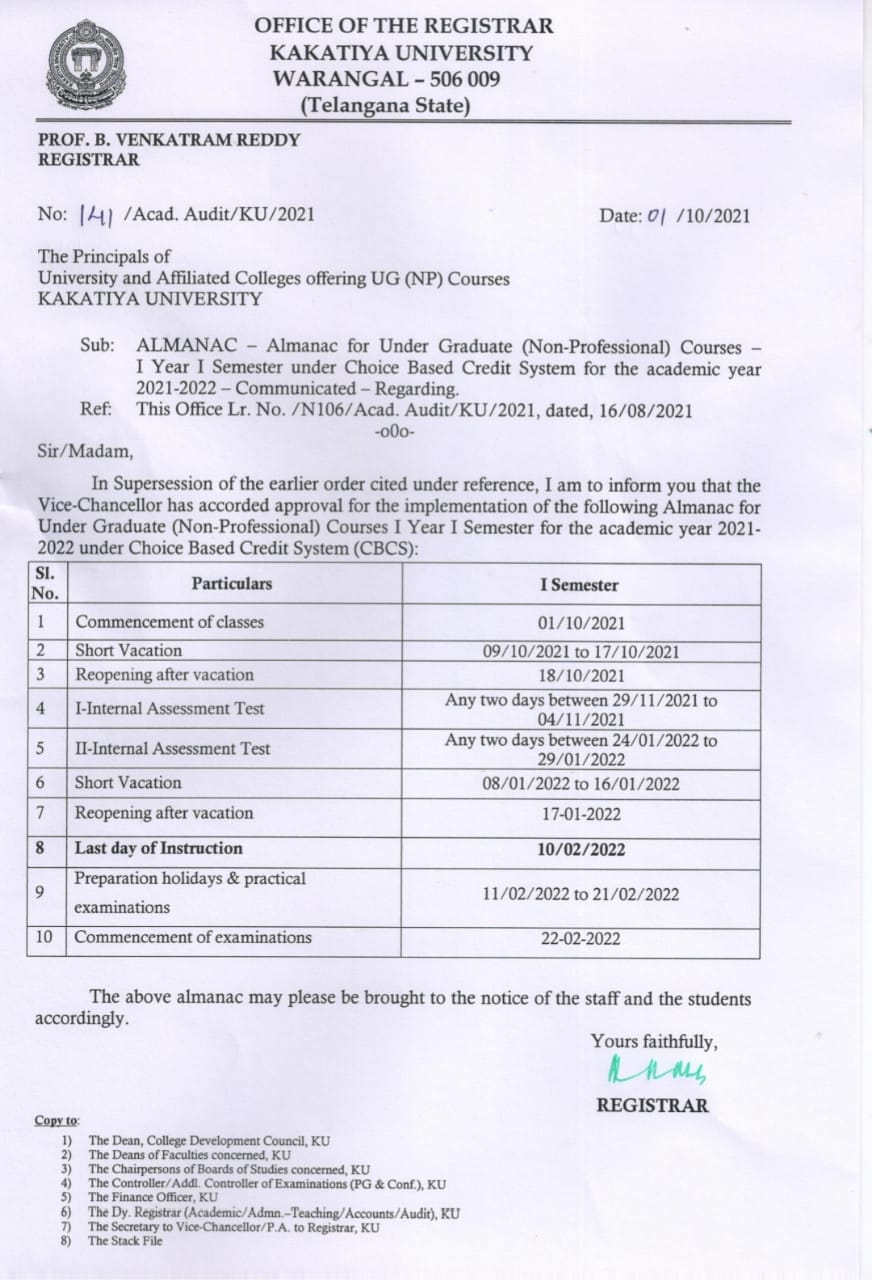 OFFICE OF THE REGISTRAR
KAKATIYA UNIVERSITY
WARANGAL – 506 009
(Telangana State)
PROF. B. VENKATRAM REDDY
REGISTRAR
No: 141 /Acad. Audit/KU/2021 Date: 01 /10/2021
The Principals of
University and Affiliated Colleges offering UG (NP) Courses
KAKATIYA UNIVERSITY
Sub: ALMANAC – Almanac for Under Graduate (Non-Professional) Courses –
I Year I Semester under Choice Based Credit System for the academic year
2021-2022 – Communicated – Regarding.
Ref: This Office Lr. No. /N106/Acad. Audit/KU/2021, dated, 16/08/2021
-o0o-
Sir/Madam,
In Supersession of the earlier order cited under reference, I am to inform you that the
Vice-Chancellor has accorded approval for the implementation of the following Almanac for
Under Graduate (Non-Professional) Courses I Year I Semester for the academic year 2021-
2022 under Choice Based Credit System (CBCS):
Sl. No. Particulars I Semester
1 Commencement of classes 01/10/2021
2 Short Vacation 09/10/2021 to 17/10/2021
3 Reopening after vacation 18/10/2021
4 I-Internal Assessment Test Any two days between 29/11/2021 to
04/11/2021
5 II-Internal Assessment Test Any two days between 24/01/2022 to
29/01/2022
6 Short Vacation 08/01/2022 to 16/01/2022
7 Reopening after vacation 17-01-2022
8 Last day of Instruction 10/02/2022
9 Preparation holidays & practical
examinations 11/02/2022 to 21/02/2022
10 Commencement of examinations 22-02-2022
The above almanac may please be brought to the notice of the staff and the students
accordingly.
Yours faithfully,
REGISTRAR
Copy to:
1) The Dean, College Development Council, KU
2) The Deans of Faculties concerned, KU
3) The Chairpersons of Boards of Studies concerned, KU
4) The Controller/Addl. Controller of Examinations (PG & Conf.), KU
5) The Finance Officer, KU
6) The Dy. Registrar (Academic/Admn.–Teaching/Accounts/Audit), KU
7) The Secretary to Vice-Chancellor/P.A. to Registrar, KU
8) The Stack File